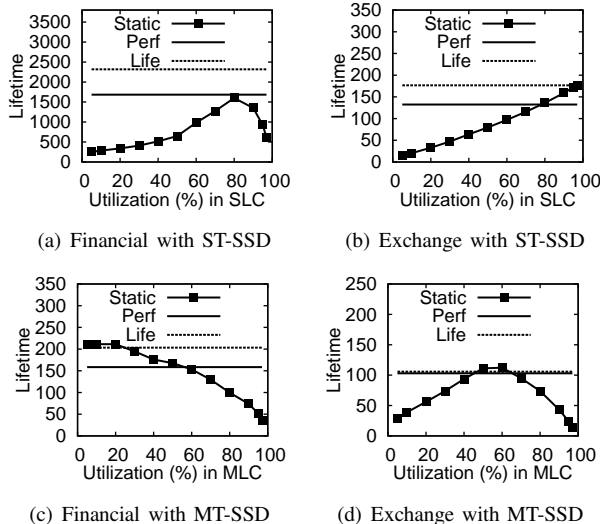 3500
3000
2500
2000
1500
1000
500
0
Lifetime
Static
Perf
Life
0 20 40 60 80 100
Utilization (%) in SLC
(a) Financial with ST-SSD
350
300
250
200
150
100
50
0
Lifetime
Static
Perf
Life
0 20 40 60 80 100
Utilization (%) in SLC
(b) Exchange with ST-SSD
350
300
250
200
150
100
50
0
Lifetime
Static
Perf
Life
0 20 40 60 80 100
Utilization (%) in MLC
(c) Financial with MT-SSD
250
200
150
100
50
0
Lifetime
Static
Perf
Life
0 20 40 60 80 100
Utilization (%) in MLC
(d) Exchange with MT-SSD